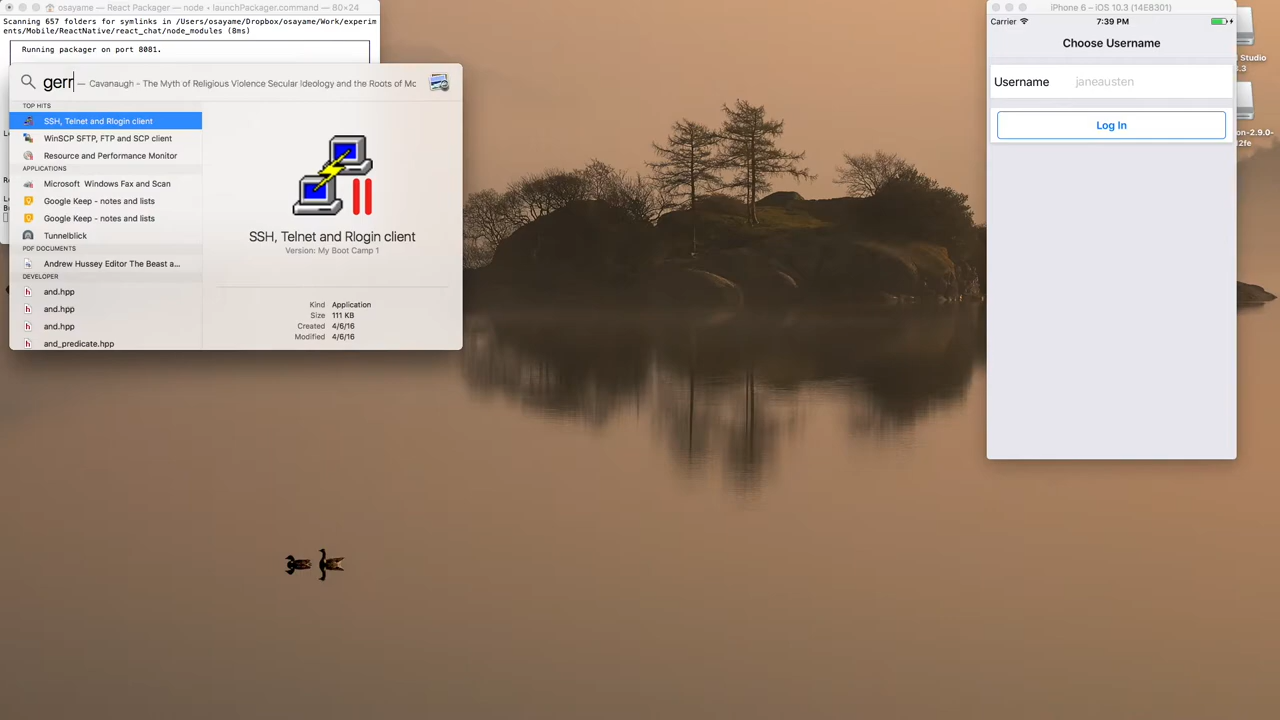 osayame — React Packager — node • launchPackager.command — 80×24
Scanning 657 folders for symlinks in /Users/osayame/Dropbox/osayame/Work/experim
ents/Mobile/ReactNative/react_chat/node_modules (8ms)
Running packager on port 8081.
gerr — Cavanaugh - The Myth of Religious Violence Secular Ideology and the Roots of Mc
TOP HITS
SSH, Telnet and Rlogin client
WinSCP SFTP, FTP and SCP client
Resource and Performance Monitor
APPLICATIONS
Microsoft Windows Fax and Scan
Google Keep - notes and lists
Google Keep - notes and lists
Tunnelblick
PDF DOCUMENTS
Andrew Hussey Editor The Beast a...
DEVELOPER
and.hpp
and.hpp
and.hpp
and_predicate.hpp
SSH, Telnet and Rlogin client
Version: My Boot Camp 1
Kind Application
Size 111 KB
Created 4/6/16
Modified 4/6/16
iPhone 6 – iOS 10.3 (14E8301)
Carrier 7:39 PM
Choose Username
Username janeausten
Log In
Studio
.3
on-2.9.0-